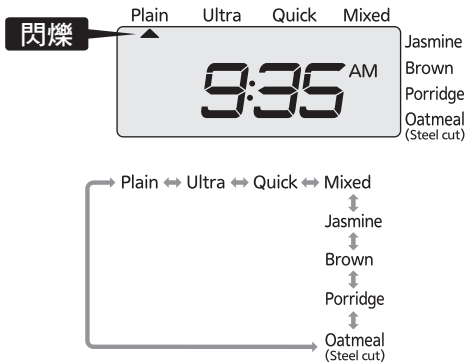 Plain Ultra Quick Mixed
閃爍
Jasmine
9:35 AM
Brown
Porridge
Oatmeal
(Steel cut)
Plain Ultra Quick Mixed
Jasmine
Brown
Porridge
Oatmeal
(Steel cut)